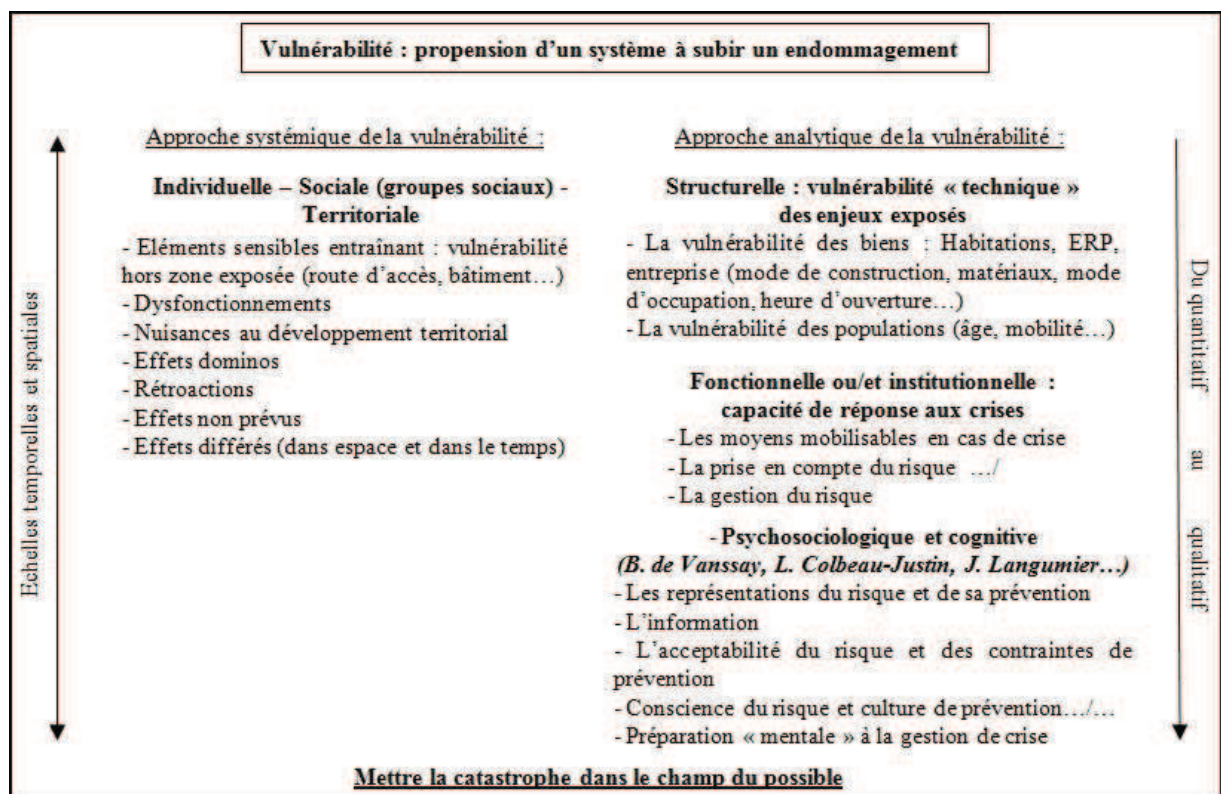 Vulnérabilité : propension d'un système à subir un endommagement
Echelles temporelles et spatiales
Approche systémique de la vulnérabilité :
Individuelle – Sociale (groupes sociaux) -
Territoriale
- Eléments sensibles entraînant : vulnérabilité
hors zone exposée (route d'accès, bâtiment…)
- Dysfonctionnements
- Nuisances au développement territorial
- Effets dominos
- Rétroactions
- Effets non prévus
- Effets différés (dans espace et dans le temps)
Approche analytique de la vulnérabilité :
Structurelle : vulnérabilité « technique »
des enjeux exposés
- La vulnérabilité des biens : Habitations, ERP,
entreprise (mode de construction, matériaux, mode
d'occupation, heure d'ouverture…)
- La vulnérabilité des populations (âge, mobilité…)
Fonctionnelle ou/et institutionnelle :
capacité de réponse aux crises
- Les moyens mobilisables en cas de crise
- La prise en compte du risque …/
- La gestion du risque
- Psychosociologique et cognitive
(B. de Vanssay, L. Colbeau-Justin, J. Langumier…)
- Les représentations du risque et de sa prévention
- L'information
- L'acceptabilité du risque et des contraintes de
prévention
- Conscience du risque et culture de prévention…/…
- Préparation « mentale » à la gestion de crise
Du quantitatif au qualitatif
Mettre la catastrophe dans le champ du possible